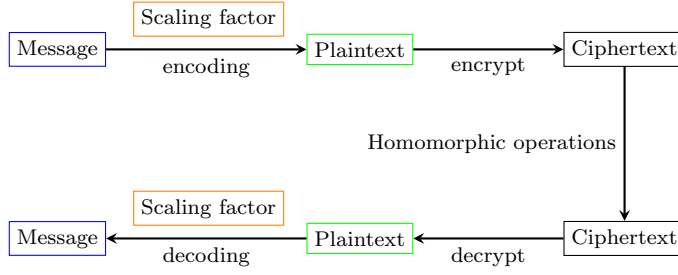 Scaling factor
Message
Plaintext
Ciphertext
encoding
encrypt
Homomorphic operations
Scaling factor
Message
Plaintext
Ciphertext
decoding
decrypt